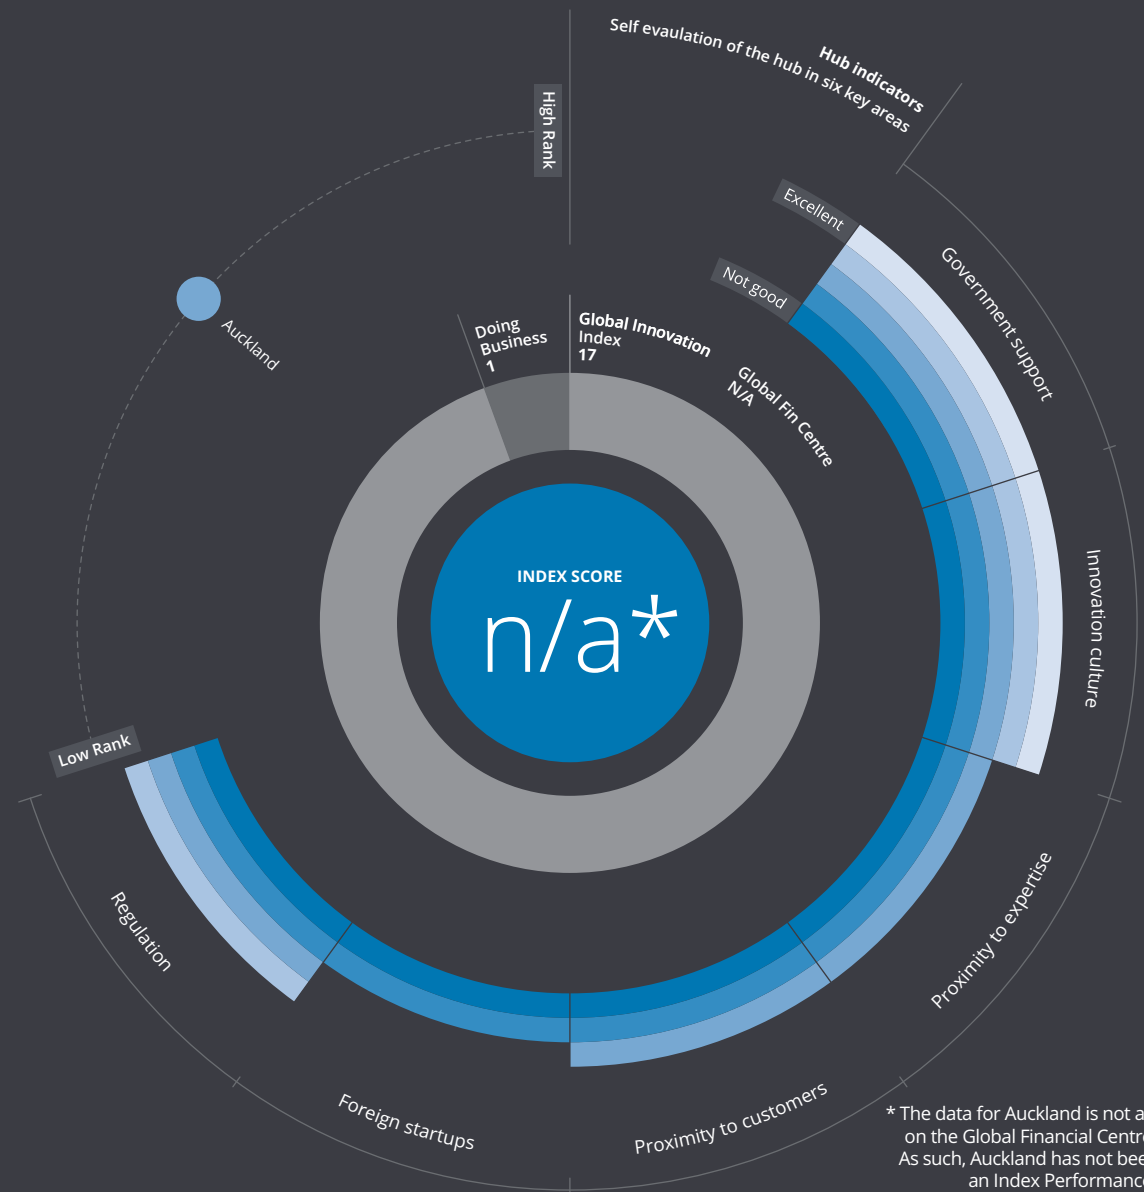 Self evaulation of the hub in six key areas
Hub indicators
High Rank
Excellent
Not good
Government support
Auckland
Doing
Business
1
Global Innovation
Index
17
Global Fin Centre
N/A
INDEX SCORE
n/a*
Innovation culture
Low Rank
Regulation
Proximity to expertise
Foreign startups
Proximity to customers
* The data for Auckland is not a
on the Global Financial Centr
As such, Auckland has not bee
an Index Performanc